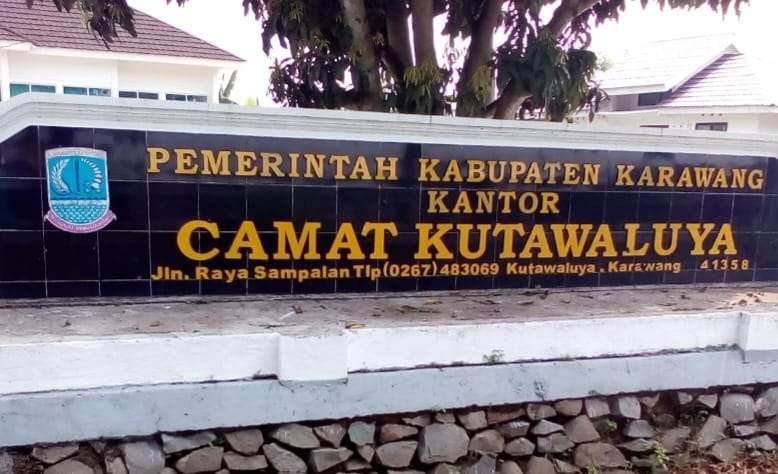 PEMERINTAH KABUPATEN KARAWANG
KANTOR
CAMAT KUTAWALUYA
Jln. Raya Sampalan Tlp (0267) 483069 Kutawaluya . Karawang 41358